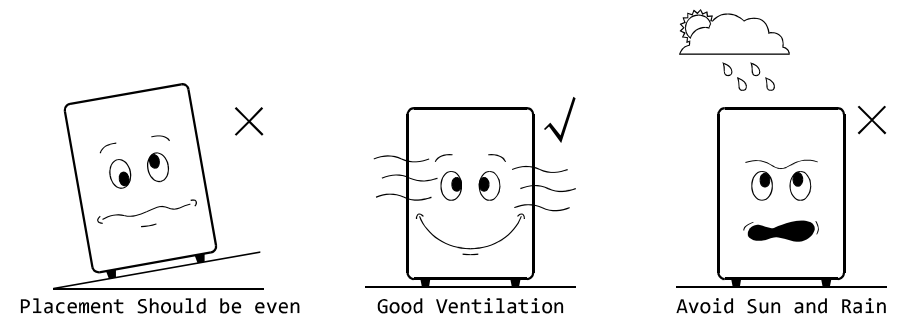 Placement Should be even
Good Ventilation
Avoid Sun and Rain